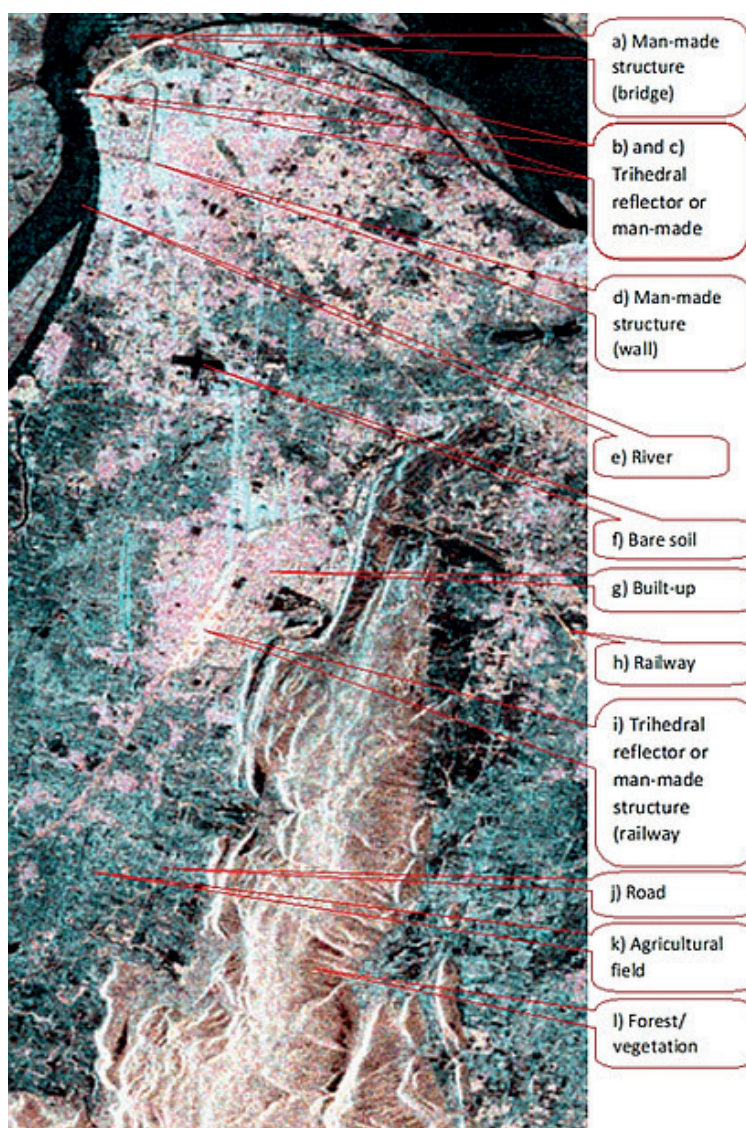 a) Man-made
structure
(bridge)
b) and c)
Trihedral
reflector or
man-made
d) Man-made
structure
(wall)
e) River
f) Bare soil
g) Built-up
h) Railway
i) Trihedral
reflector or
man-made
structure
(railway
j) Road
k) Agricultural
field
l) Forest/
vegetation